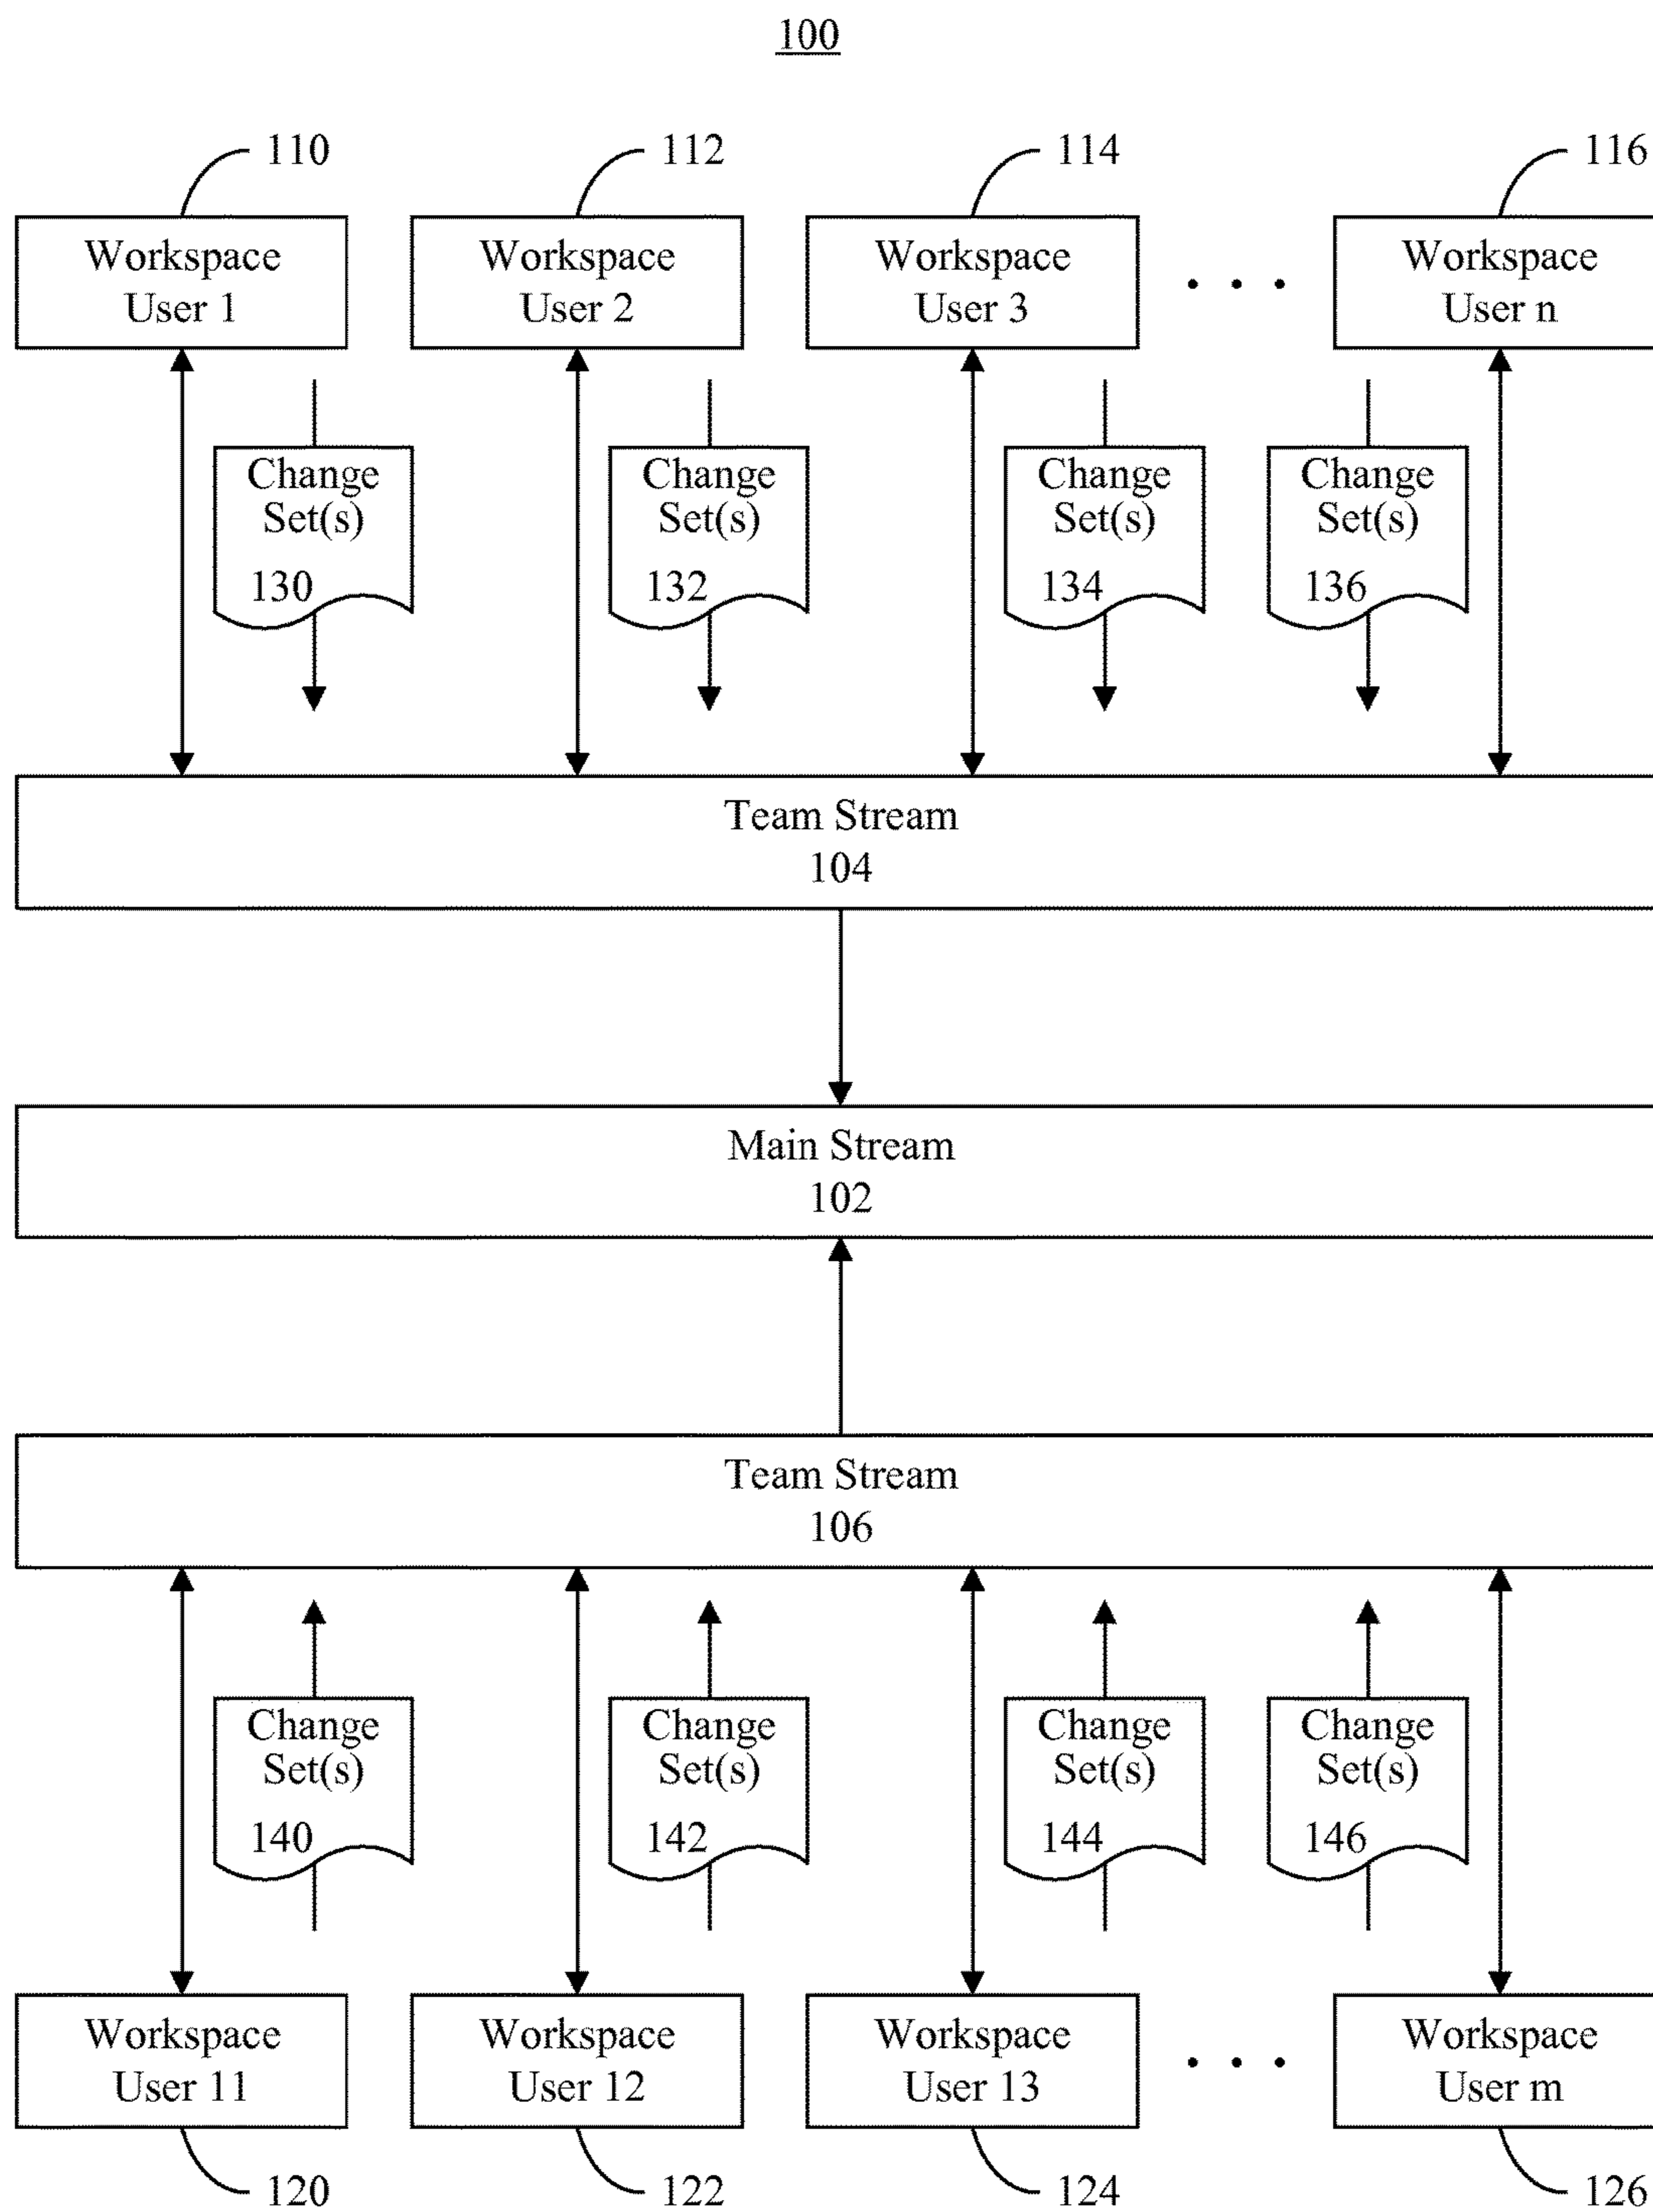 100
110
112
114
116
Workspace
User 1
Workspace
User 2
Workspace
User 3
. . .
Workspace
User n
Change
Set(s)
130
Change
Set(s)
132
Change
Set(s)
134
Change
Set(s)
136
Team Stream
104
Main Stream
102
Team Stream
106
Change
Set(s)
140
Change
Set(s)
142
Change
Set(s)
144
Change
Set(s)
146
Workspace
User 11
Workspace
User 12
Workspace
User 13
. . .
Workspace
User m
120
122
124
126